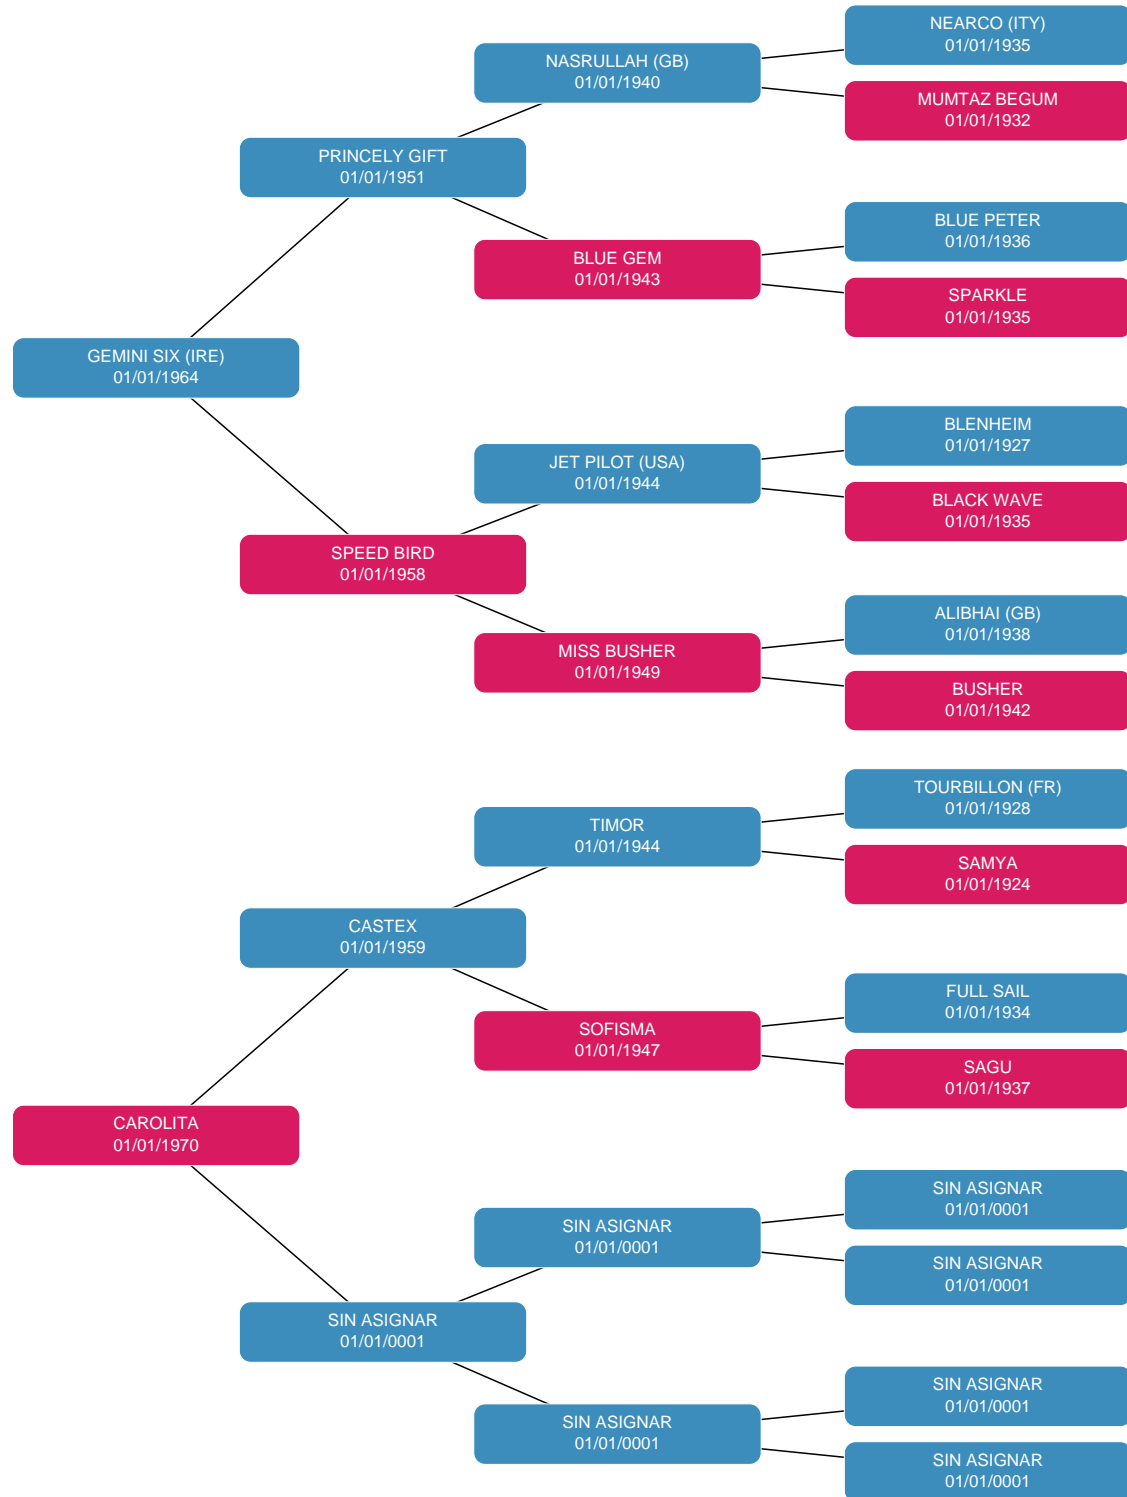 NEARCO (ITY)
01/01/1935
NASRULLAH (GB)
01/01/1940
MUMTAZ BEGUM
01/01/1932
PRINCELY GIFT
01/01/1951
BLUE PETER
01/01/1936
BLUE GEM
01/01/1943
SPARKLE
01/01/1935
GEMINI SIX (IRE)
01/01/1964
BLENHEIM
01/01/1927
JET PILOT (USA)
01/01/1944
BLACK WAVE
01/01/1935
SPEED BIRD
01/01/1958
ALIBHAI (GB)
01/01/1938
MISS BUSHER
01/01/1949
BUSHER
01/01/1942
TOURBILLON (FR)
01/01/1928
TIMOR
01/01/1944
SAMYA
01/01/1924
CASTEX
01/01/1959
FULL SAIL
01/01/1934
SOFISMA
01/01/1947
SAGU
01/01/1937
CAROLITA
01/01/1970
SIN ASIGNAR
01/01/0001
SIN ASIGNAR
01/01/0001
SIN ASIGNAR
01/01/0001
SIN ASIGNAR
01/01/0001
SIN ASIGNAR
01/01/0001
SIN ASIGNAR
01/01/0001
SIN ASIGNAR
01/01/0001